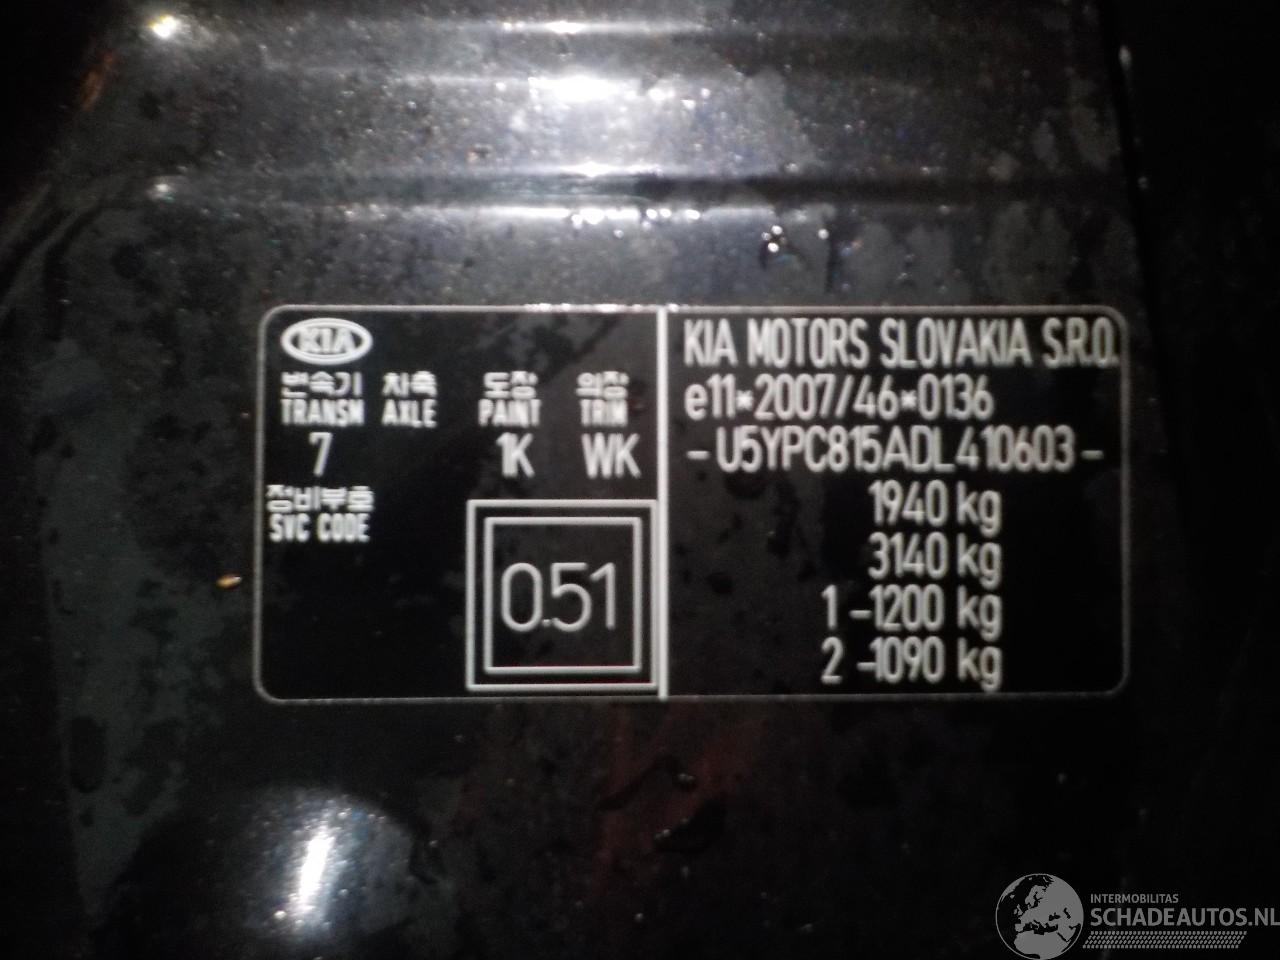 KIA
변속기 차축 도장 의장
TRANSM AXLE PAINT TRIM
7 1K WK
정비부호
SVC CODE
0.51
KIA MOTORS SLOVAKIA S.R.O.
e11*2007/46*0136
-U5YPC815ADL410603-
1940 kg
3140 kg
1 -1200 kg
2 -1090 kg
INTERMOBILITAS
SCHADEAUTOS.NL